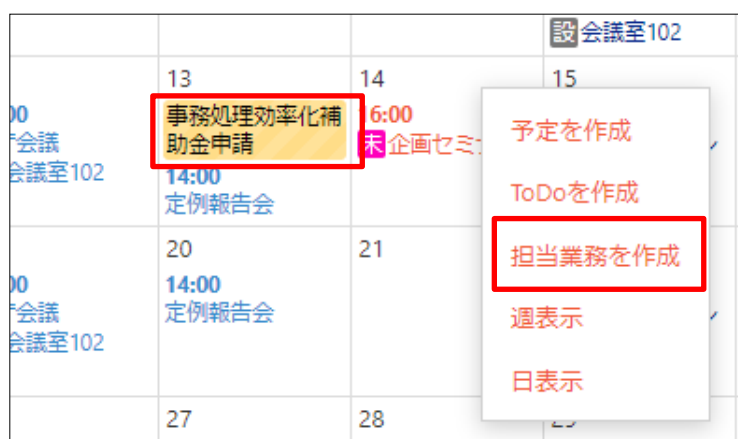 設 会議室102
13
14
15
00
会議
会議室102
事務処理効率化補
助金申請
14:00
定例報告会
16:00
未 企画セミ
予定を作成
ToDoを作成
担当業務を作成
週表示
日表示
20
21
00
会議
会議室102
14:00
定例報告会
27
28